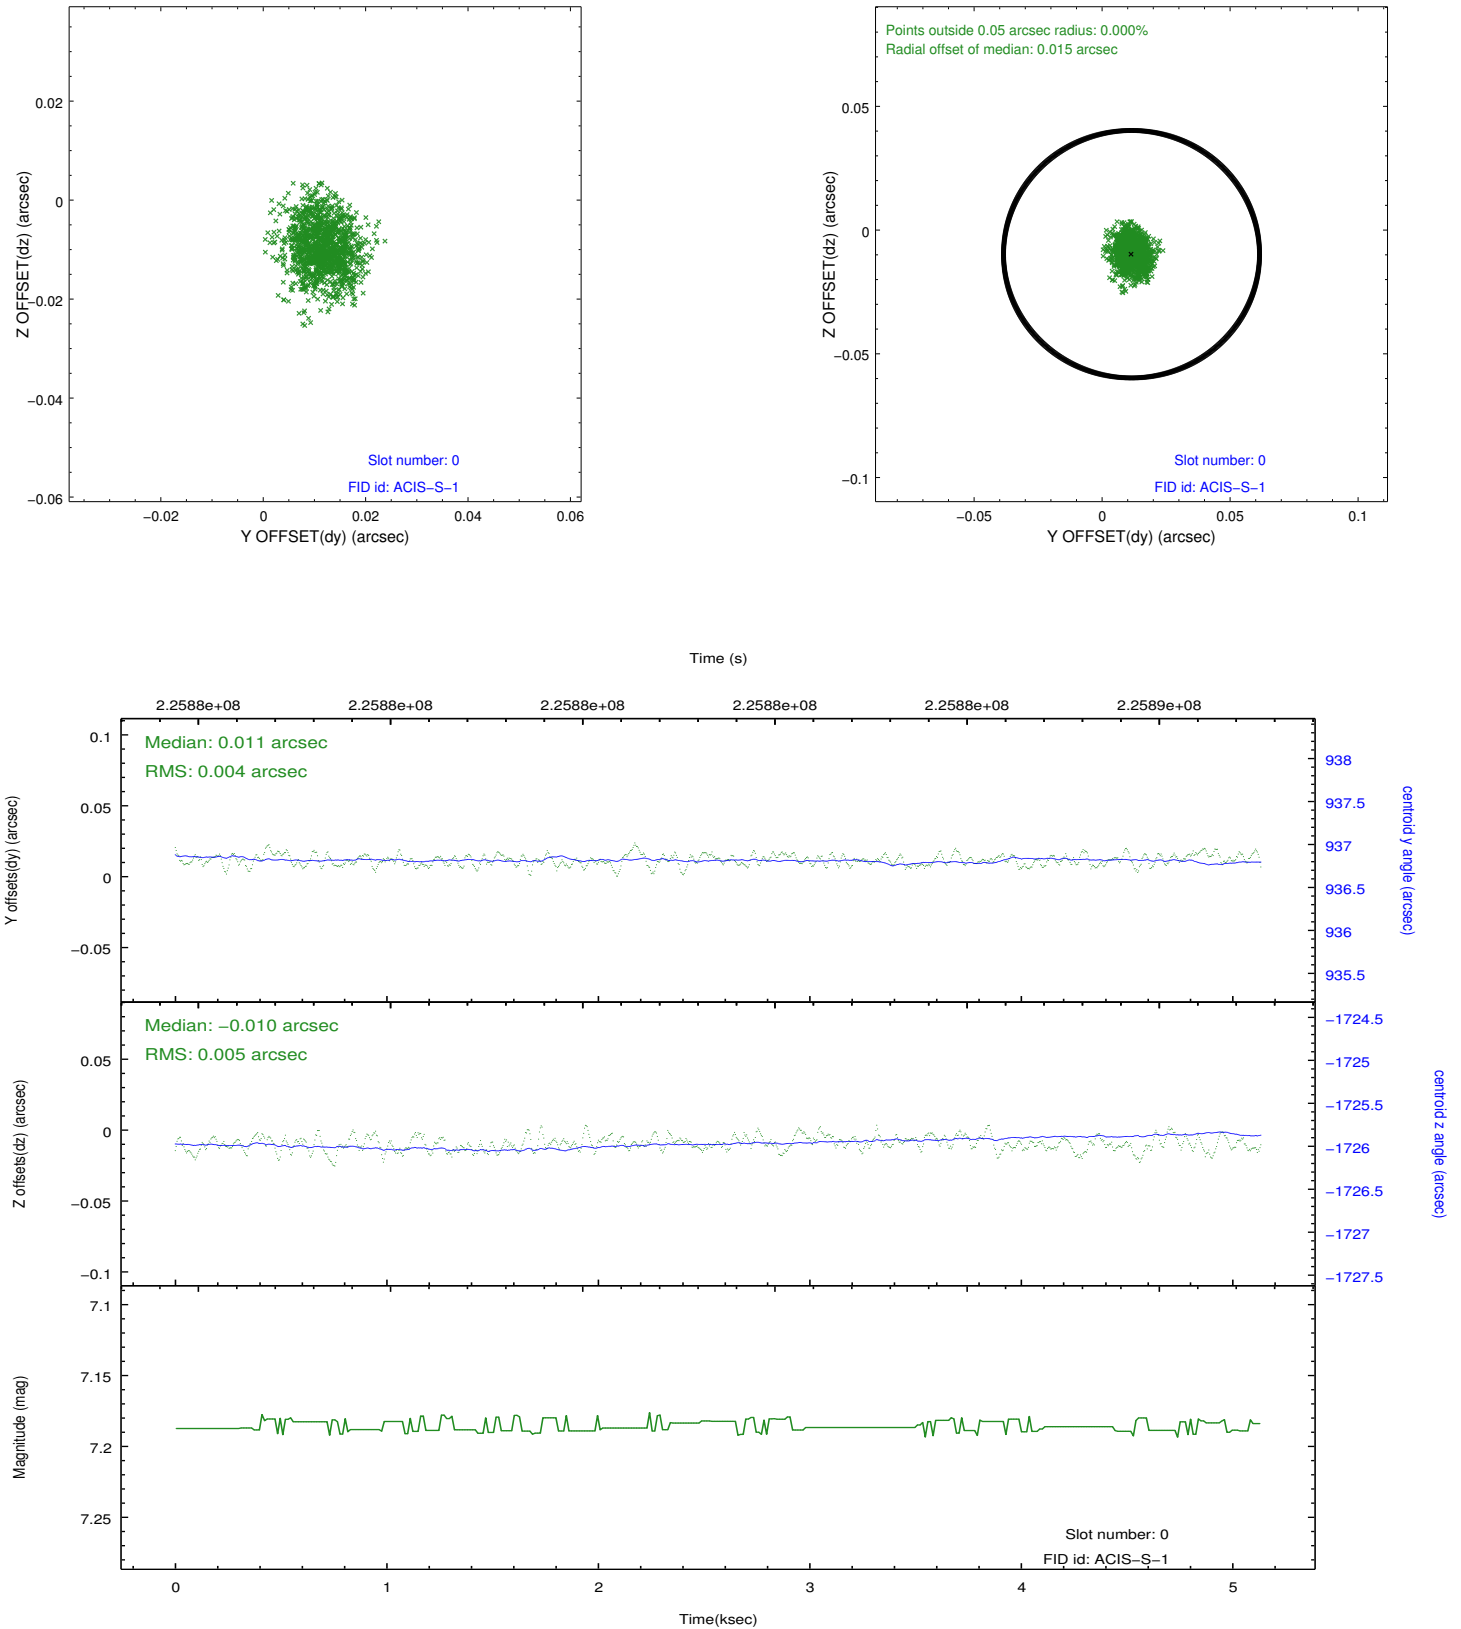 0.02
0
−0.02
−0.04
−0.06
Z OFFSET(dz) (arcsec)
Slot number: 0
FID id: ACIS−S−1
−0.02 0 0.02 0.04 0.06
Y OFFSET(dy) (arcsec)
Points outside 0.05 arcsec radius: 0.000%
Radial offset of median: 0.015 arcsec
0.05
0
−0.05
−0.1
Z OFFSET(dz) (arcsec)
Slot number: 0
FID id: ACIS−S−1
−0.05 0 0.05 0.1
Y OFFSET(dy) (arcsec)
Time (s)
2.2588e+08 2.2588e+08 2.2588e+08 2.2588e+08 2.2588e+08 2.2589e+08
Median: 0.011 arcsec
RMS: 0.004 arcsec
0.1
0.05
0
−0.05
Y offsets(dy) (arcsec)
938
937.5
937
936.5
936
935.5
centroid y angle (arcsec)
Median: −0.010 arcsec
RMS: 0.005 arcsec
0.05
0
−0.05
−0.1
Z offsets(dz) (arcsec)
−1724.5
−1725
−1725.5
−1726
−1726.5
−1727
−1727.5
centroid z angle (arcsec)
7.1
7.15
7.2
7.25
Magnitude (mag)
Slot number: 0
FID id: ACIS−S−1
0 1 2 3 4 5
Time(ksec)